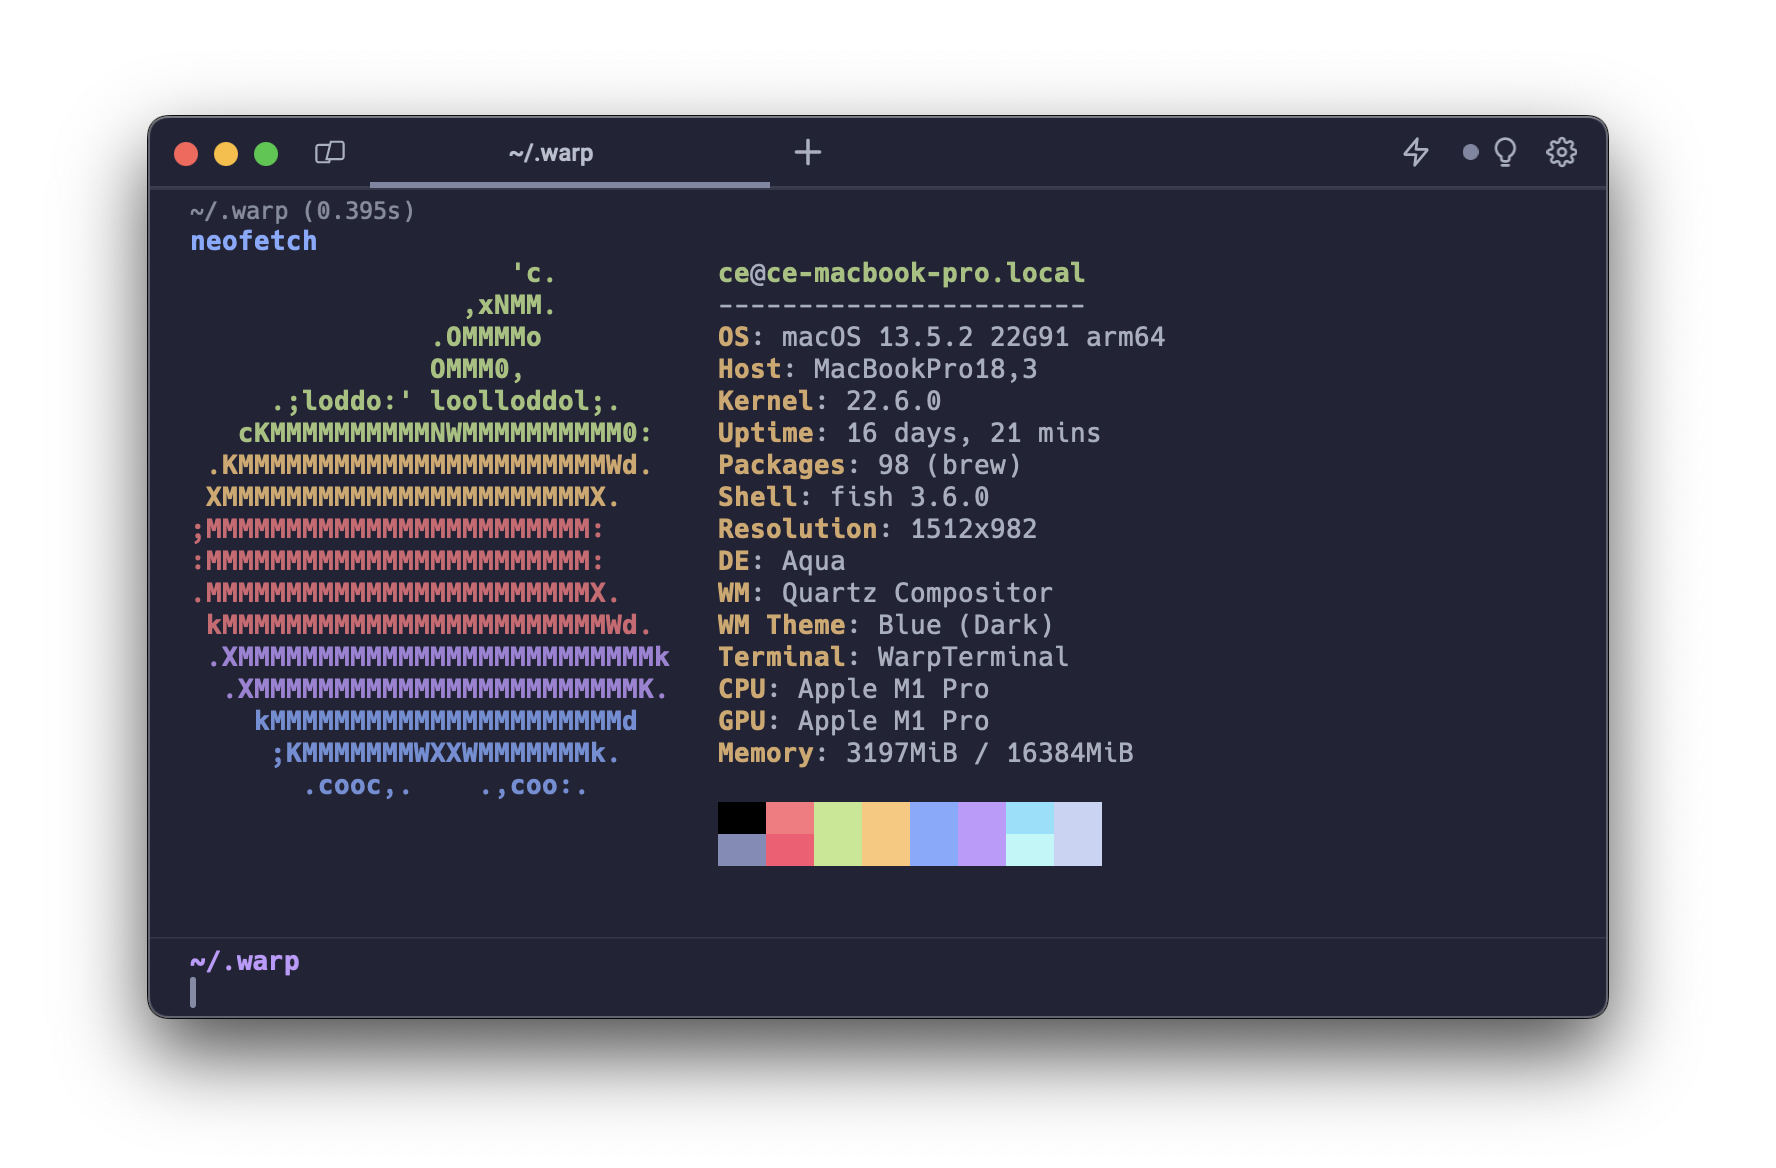 ~/.warp
~/.warp (0.395s)
neofetch
                    'c.          ce@ce-macbook-pro.local
                 ,xNMM.          -----------------------
               .OMMMMo           OS: macOS 13.5.2 22G91 arm64
               OMMM0,            Host: MacBookPro18,3
     .;loddo:' loolloddol;.      Kernel: 22.6.0
   cKMMMMMMMMMMNWMMMMMMMMMM0:    Uptime: 16 days, 21 mins
 .KMMMMMMMMMMMMMMMMMMMMMMMWd.    Packages: 98 (brew)
 XMMMMMMMMMMMMMMMMMMMMMMMX.      Shell: fish 3.6.0
;MMMMMMMMMMMMMMMMMMMMMMMM:       Resolution: 1512x982
:MMMMMMMMMMMMMMMMMMMMMMMM:       DE: Aqua
.MMMMMMMMMMMMMMMMMMMMMMMMX.      WM: Quartz Compositor
 kMMMMMMMMMMMMMMMMMMMMMMMMWd.    WM Theme: Blue (Dark)
 .XMMMMMMMMMMMMMMMMMMMMMMMMMMk   Terminal: WarpTerminal
  .XMMMMMMMMMMMMMMMMMMMMMMMMK.   CPU: Apple M1 Pro
    kMMMMMMMMMMMMMMMMMMMMMMd     GPU: Apple M1 Pro
     ;KMMMMMMMWXXWMMMMMMMk.      Memory: 3197MiB / 16384MiB
       .cooc,.    .,coo:.
~/.warp